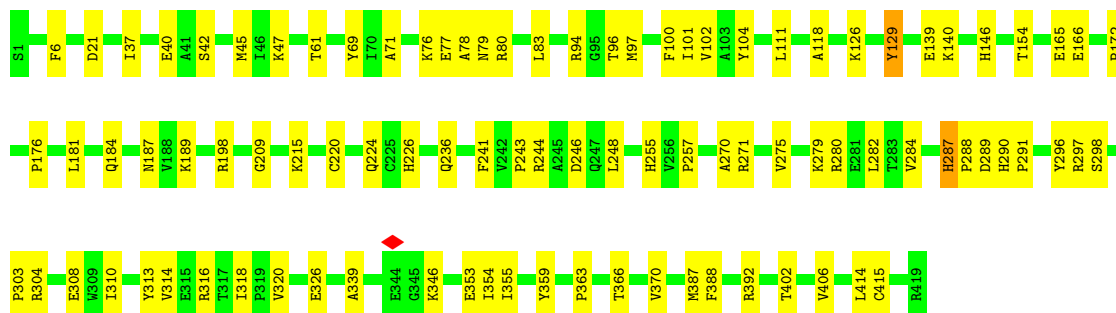 S1 F6 D21 I37 E40 A41 S42 M45 I46 K47 T61 Y69 I70 A71 K76 E77 A78 N79 R80 L83 R94 G95 T96 M97 F100 I101 V102 A103 Y104 L111 A118 K126 Y129 E139 K140 H146 T154 E165 E166
P176 L181 Q184 N187 V188 K189 R198 G209 K215 C220 Q224 C225 H226 Q236 F241 V242 P243 R244 A245 D246 Q247 L248 H255 V256 P257 A270 R271 V275 K279 R280 E281 L282 T283 V284 H287 P288 D289 H290 P291 Y296 R297 S298
P303 R304 E308 W309 I310 Y313 V314 E315 R316 T317 I318 P319 V320 E326 A339 E344 G345 K346 E353 I354 I355 Y359 P363 T366 V370 M387 F388 R392 T402 V406 L414 C415 R419